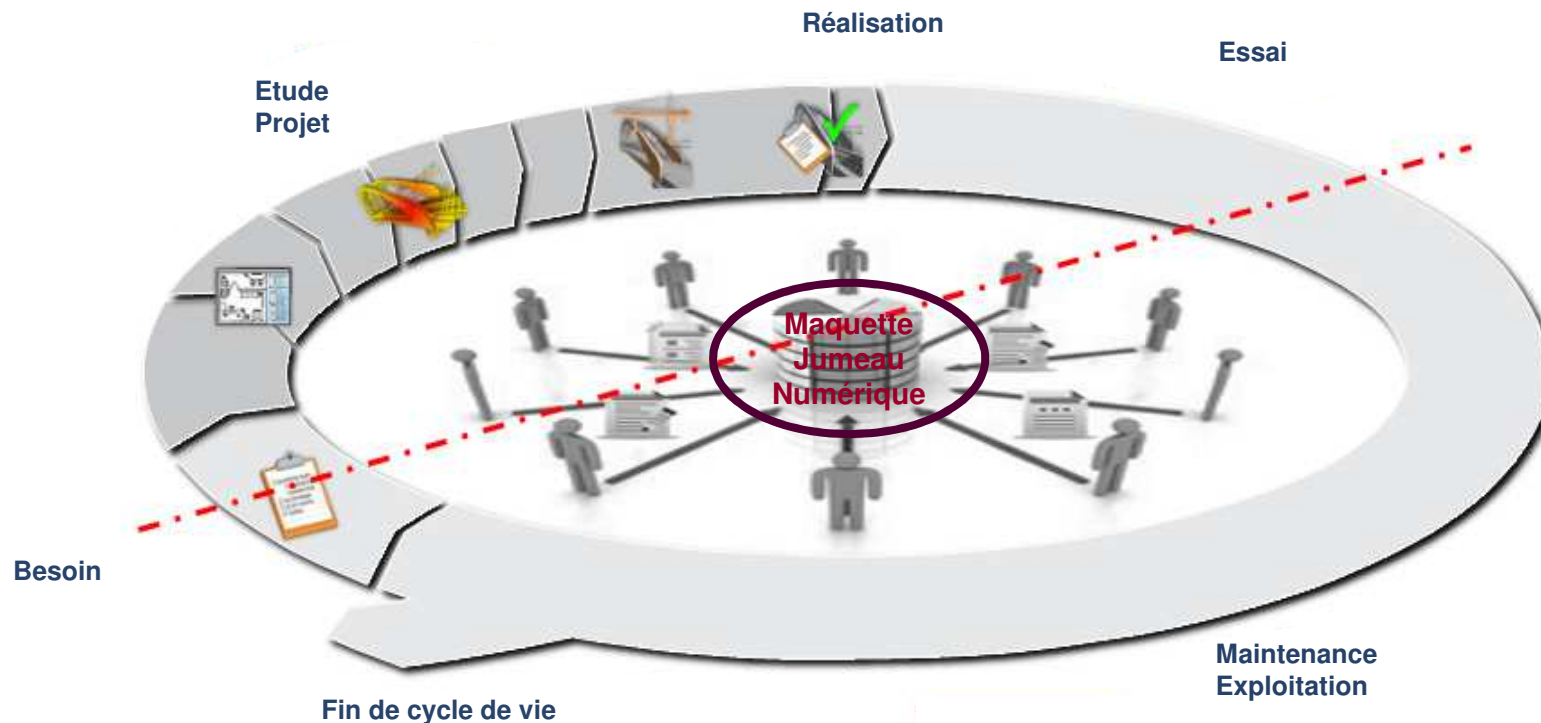 Réalisation
Essai
Etude
Projet
Maquette
Jumeau
Numérique
Besoin
Maintenance
Exploitation
Fin de cycle de vie